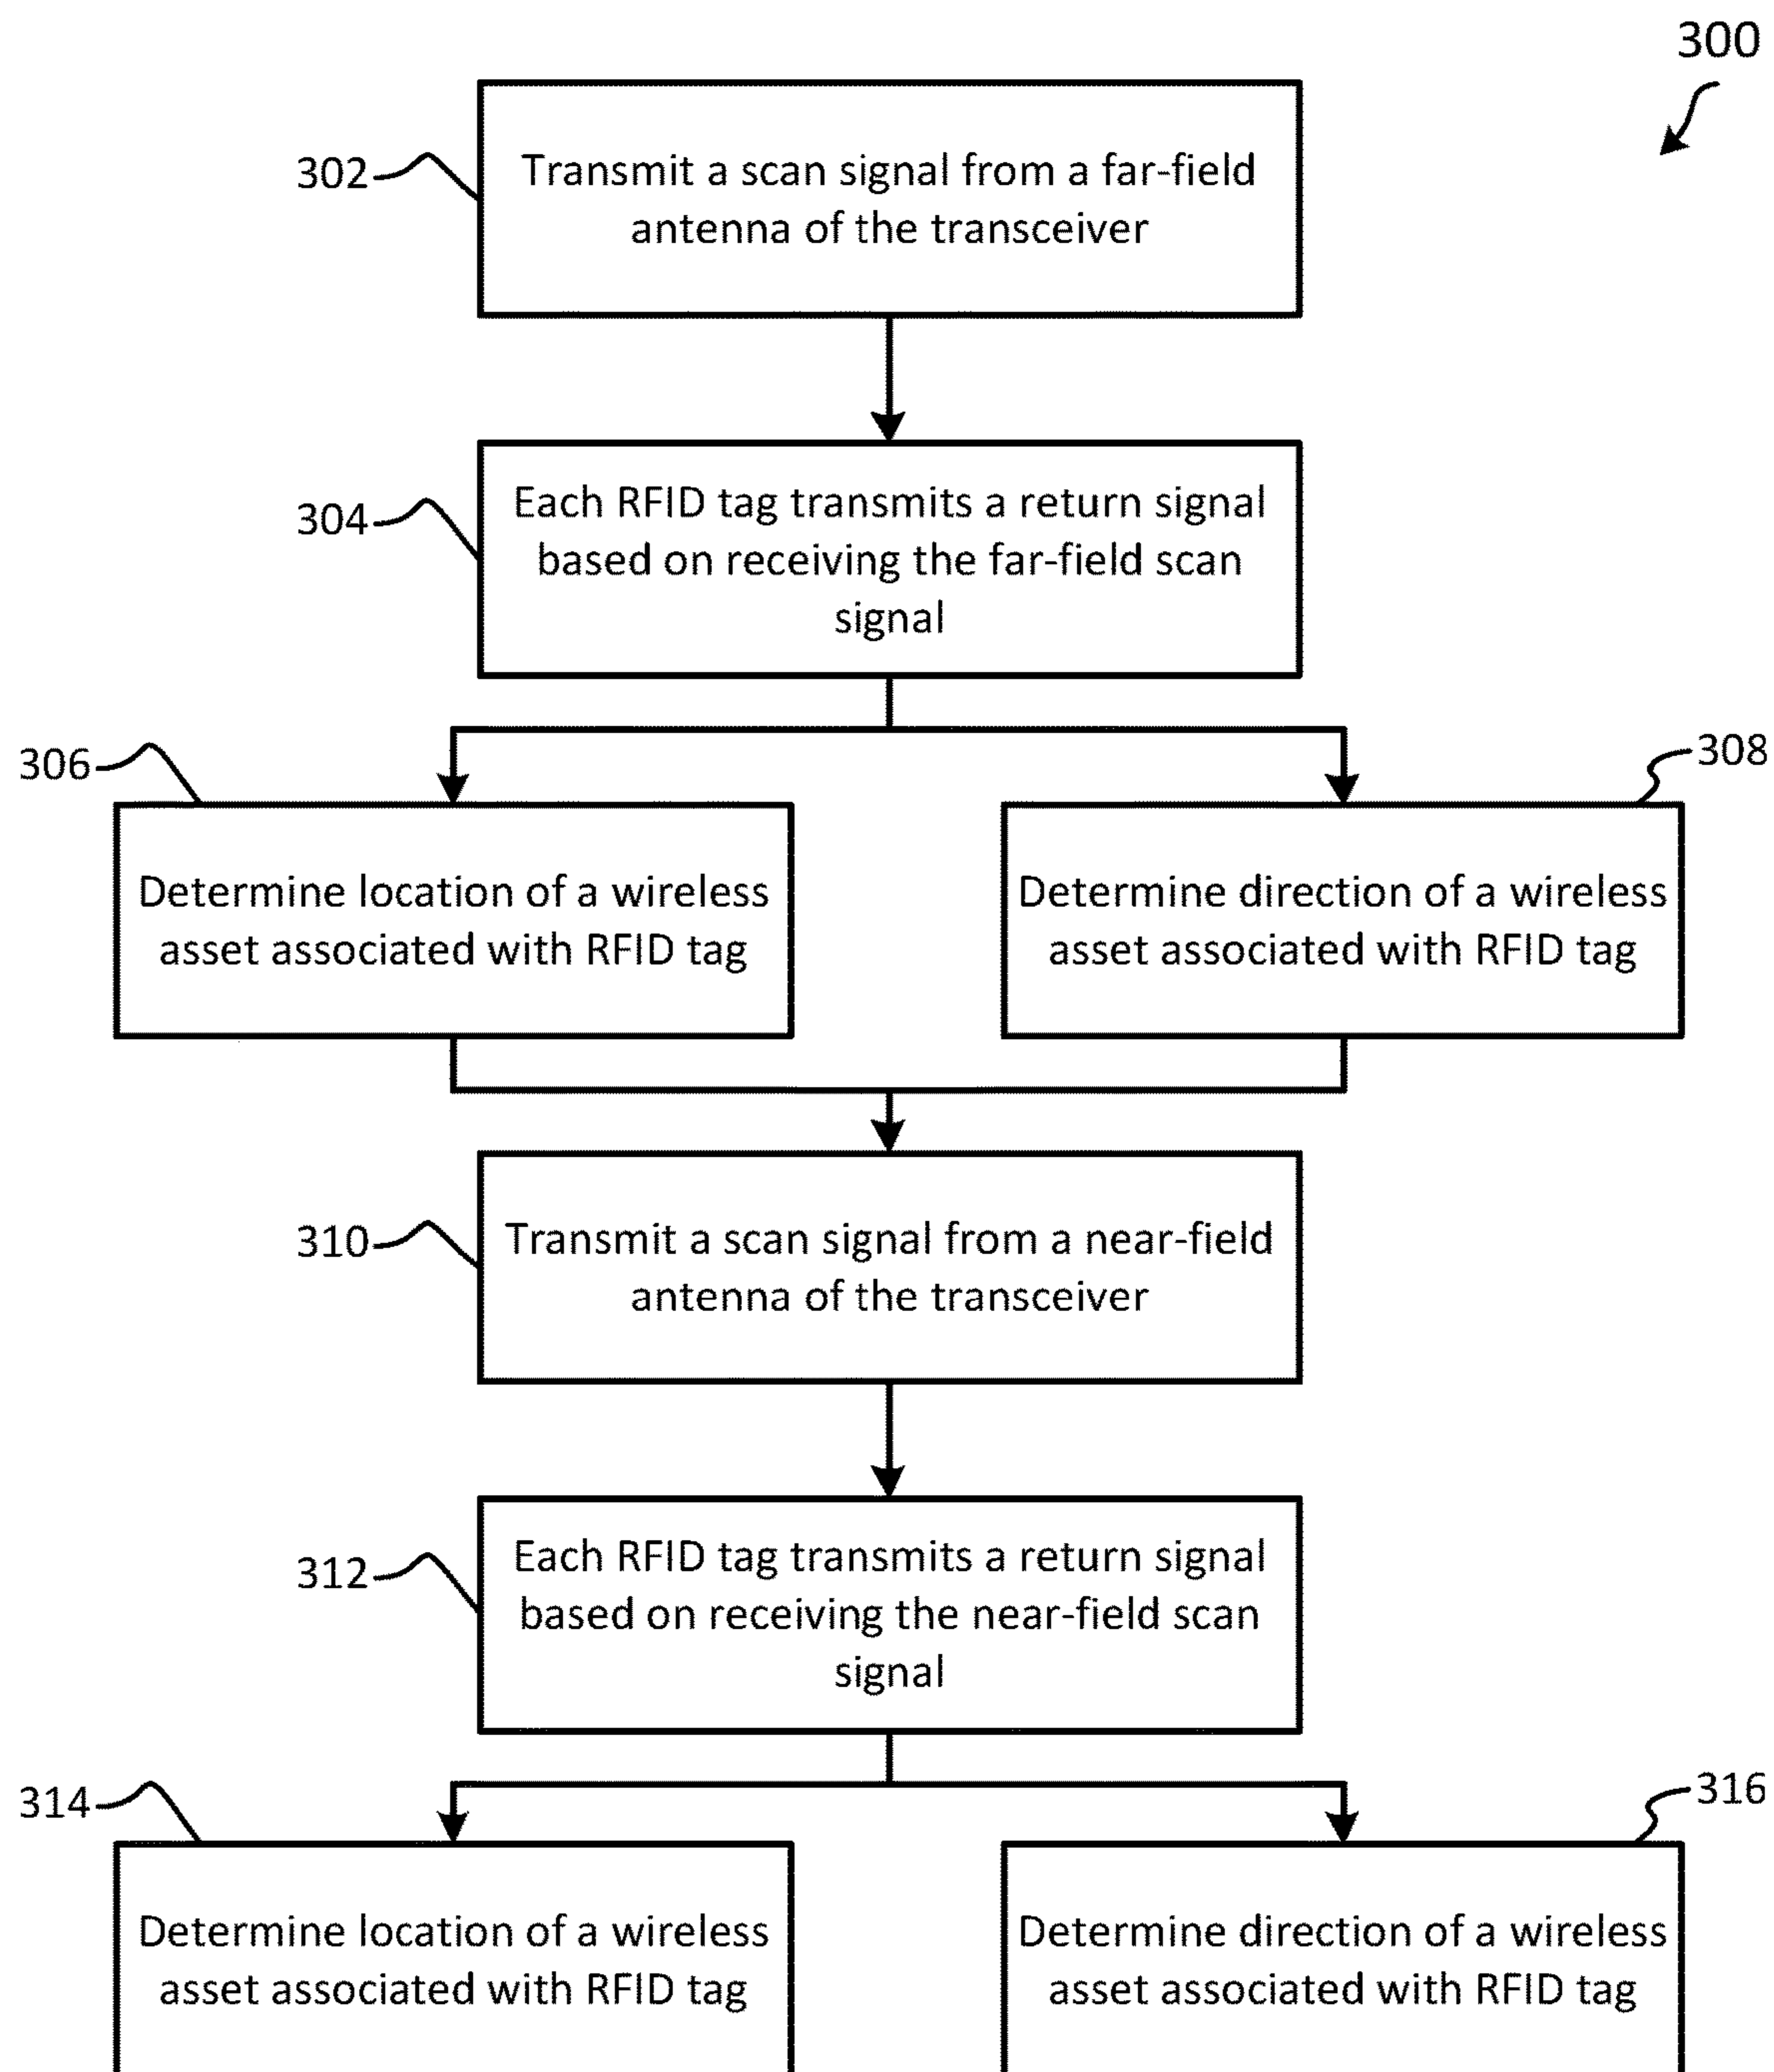 300
302
Transmit a scan signal from a far-field
antenna of the transceiver
304
Each RFID tag transmits a return signal
based on receiving the far-field scan
signal
306
Determine location of a wireless
asset associated with RFID tag
308
Determine direction of a wireless
asset associated with RFID tag
310
Transmit a scan signal from a near-field
antenna of the transceiver
312
Each RFID tag transmits a return signal
based on receiving the near-field scan
signal
314
Determine location of a wireless
asset associated with RFID tag
316
Determine direction of a wireless
asset associated with RFID tag